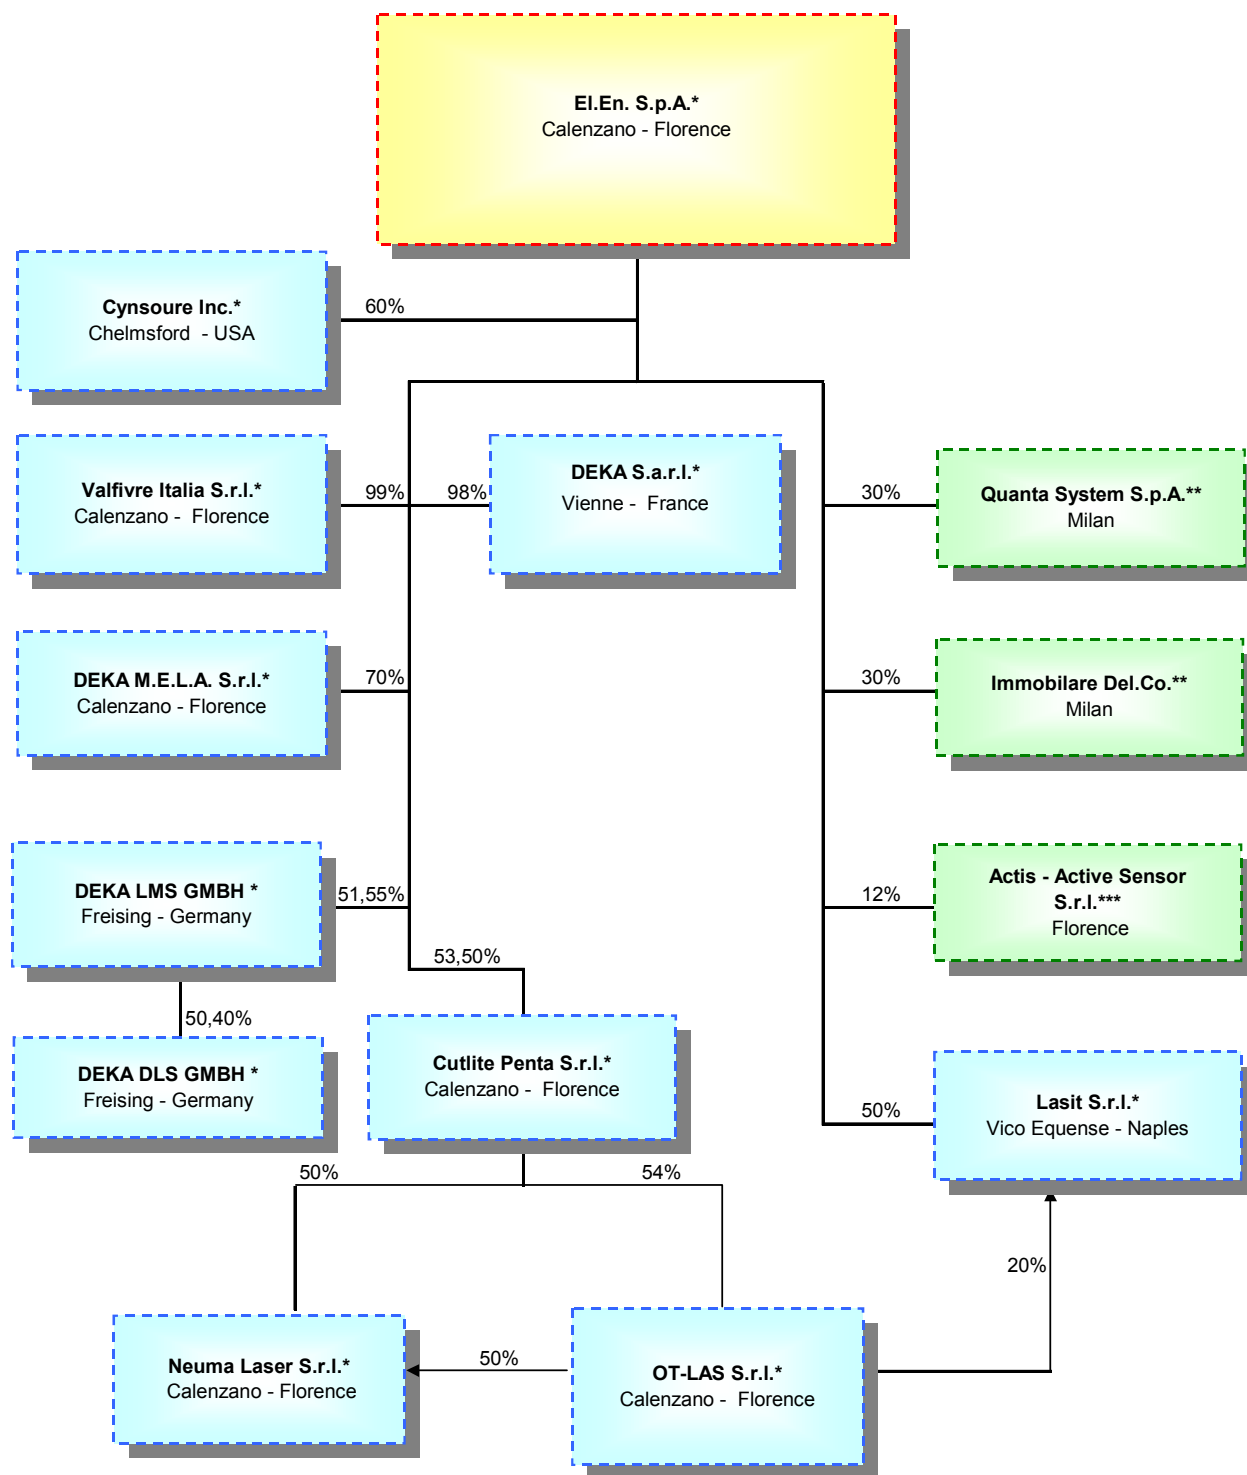 El.En. S.p.A.*
Calenzano - Florence
Cynsoure Inc.*
Chelmsford - USA
60%
Valfivre Italia S.r.l.*
Calenzano - Florence
99%
98%
DEKA S.a.r.l.*
Vienne - France
30%
Quanta System S.p.A.**
Milan
DEKA M.E.L.A. S.r.l.*
Calenzano - Florence
70%
30%
Immobilare Del.Co.**
Milan
DEKA LMS GMBH *
Freising - Germany
51,55%
12%
Actis - Active Sensor
S.r.l.***
Florence
53,50%
50,40%
DEKA DLS GMBH *
Freising - Germany
Cutlite Penta S.r.l.*
Calenzano - Florence
50%
Lasit S.r.l.*
Vico Equense - Naples
50%
54%
20%
Neuma Laser S.r.l.*
Calenzano - Florence
50%
OT-LAS S.r.l.*
Calenzano - Florence